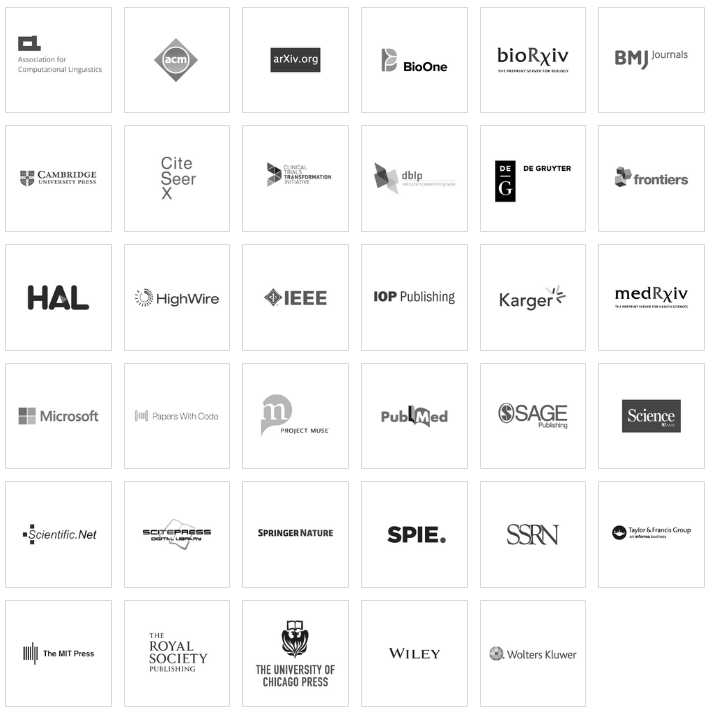 Association for
Computational Linguistics
acm
arXiv.org
BioOne
bioRχiv
THE PREPRINT SERVER FOR BIOLOGY
BMJ Journals
CAMBRIDGE
UNIVERSITY PRESS
Cite
Seer
X
CLINICAL
TRIALS
TRANSFORMATION
INITIATIVE
dblp
DE
G
DE GRUYTER
frontiers
HAL
HighWire
IEEE
IOP Publishing
Karger
medRχiv
THE PREPRINT SERVER FOR HEALTH SCIENCES
Microsoft
Papers With Code
m
PROJECT MUSE
PubMed
S SAGE
Publishing
Science
AAAS
Scientific.Net
SCITEPRESS
DIGITAL LIBRARY
SPRINGER NATURE
SPIE.
SSRN
Taylor & Francis Group
an informa business
The MIT Press
THE
ROYAL
SOCIETY
PUBLISHING
THE UNIVERSITY OF
CHICAGO PRESS
WILEY
Wolters Kluwer